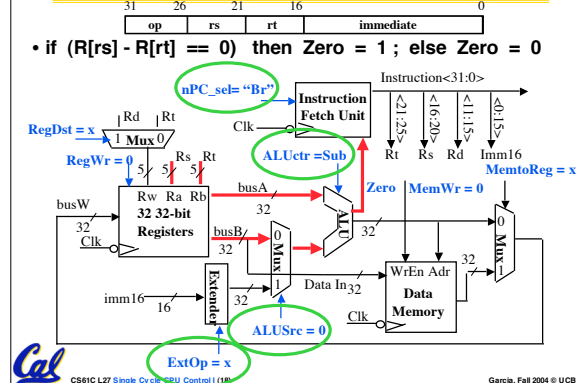 31 26 21 16 0
op rs rt immediate
• if (R[rs] - R[rt] == 0) then Zero = 1 ; else Zero = 0
nPC_sel= “Br”
Instruction<31:0>
Instruction
Fetch Unit
Clk
<21:25>
<16:20>
<11:15>
<0:15>
Rt Rs Rd Imm16
Rd Rt
RegDst = x
1 Mux 0
RegWr = 0
5 5 5
Rs Rt
ALUctr =Sub
Zero
MemWr = 0
MemtoReg = x
busA
32
Rw Ra Rb
32 32-bit
Registers
busW
32
Clk
busB
32
0
Mux
1
ALU
32
0
Mux
1
32
WrEn Adr
Data
Memory
Data In 32
Clk
imm16
16
Extender
32
ALUSrc = 0
ExtOp = x
Cal
CS61C L27 Single Cycle CPU Control I (18)
Garcia, Fall 2004 © UCB